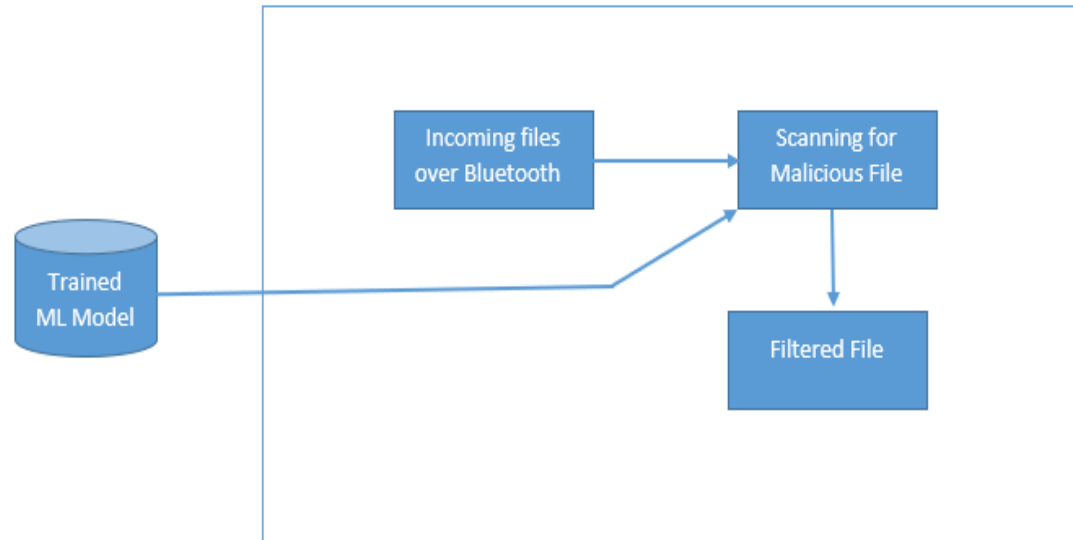 Incoming files
over Bluetooth
Scanning for
Malicious File
Trained
ML Model
Filtered File